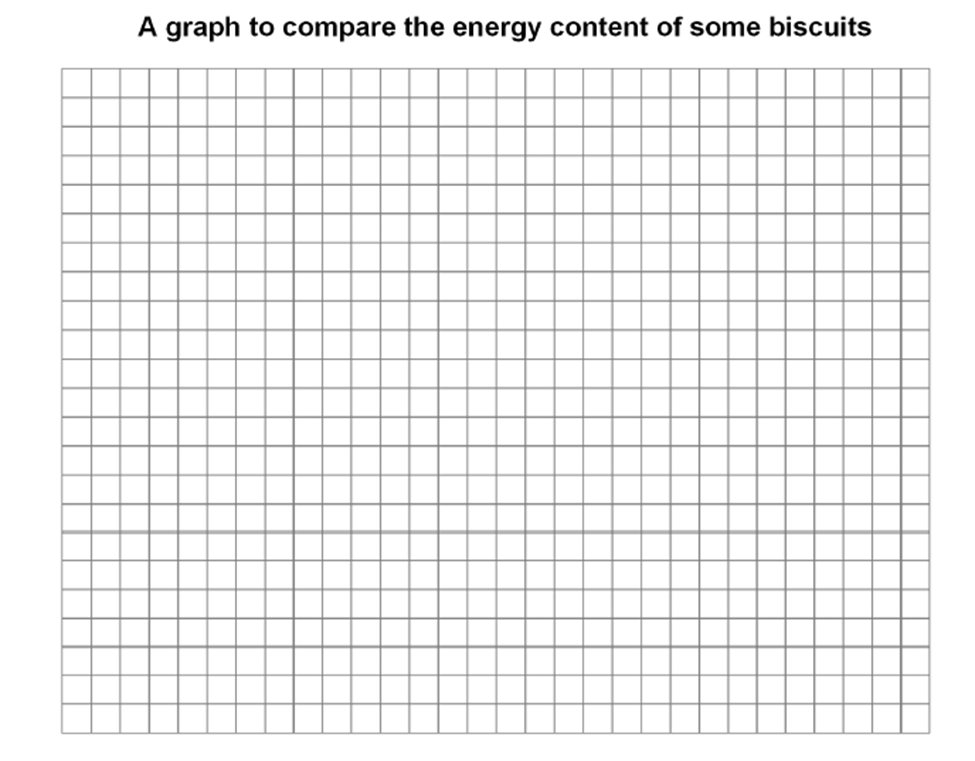 A graph to compare the energy content of some biscuits